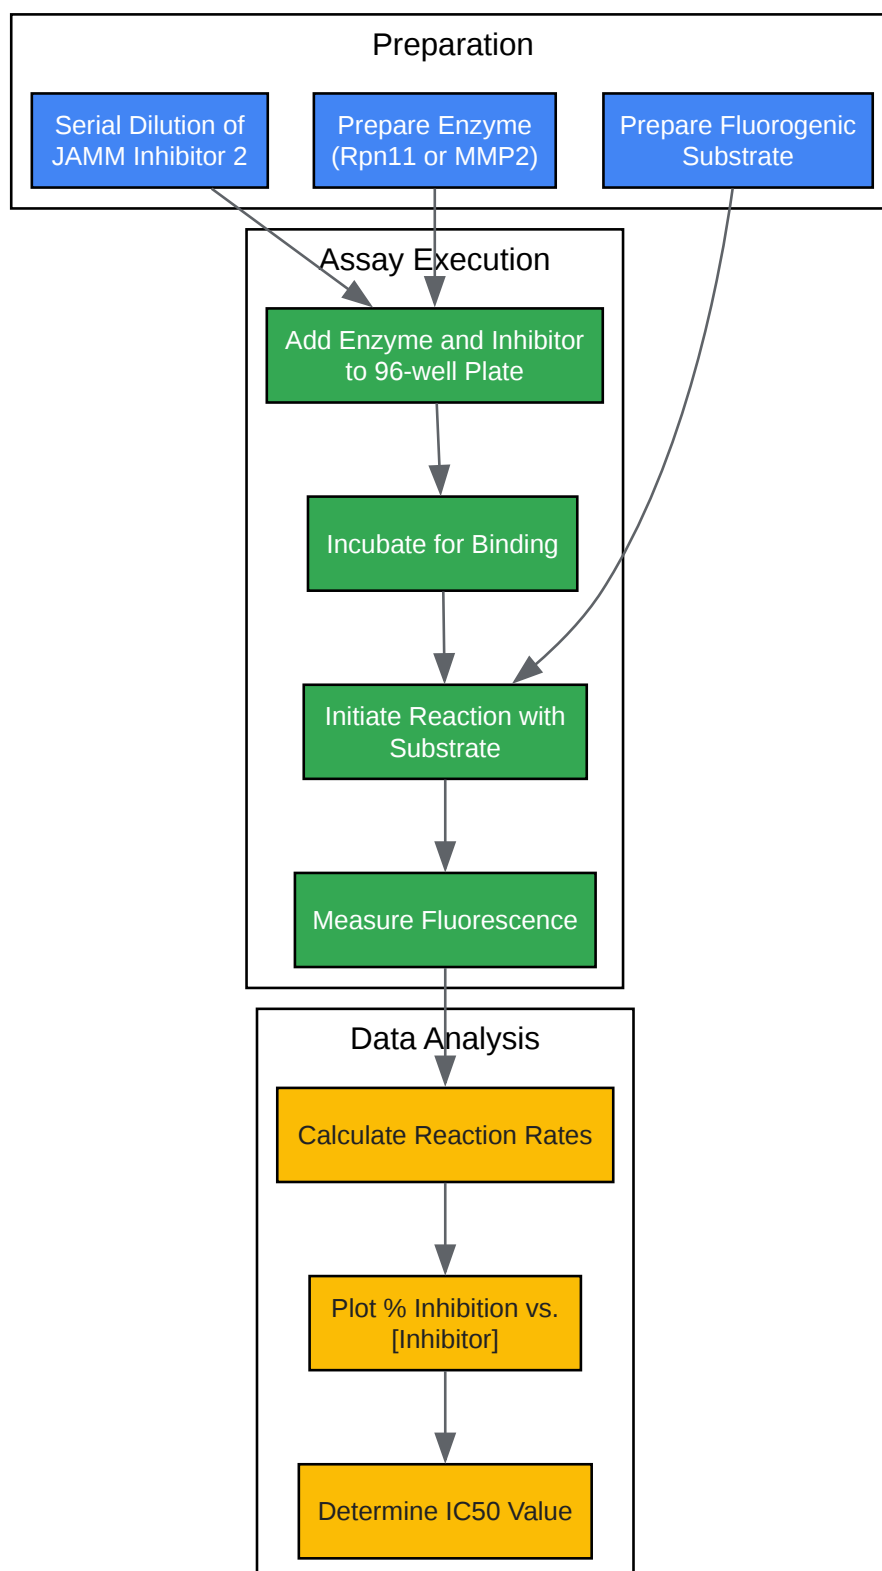 Preparation
Serial Dilution of
JAMM Inhibitor 2
Prepare Enzyme
(Rpn11 or MMP2)
Prepare Fluorogenic
Substrate
Assay Execution
Add Enzyme and Inhibitor
to 96-well Plate
Incubate for Binding
Initiate Reaction with
Substrate
Measure Fluorescence
Data Analysis
Calculate Reaction Rates
Plot % Inhibition vs.
[Inhibitor]
Determine IC50 Value